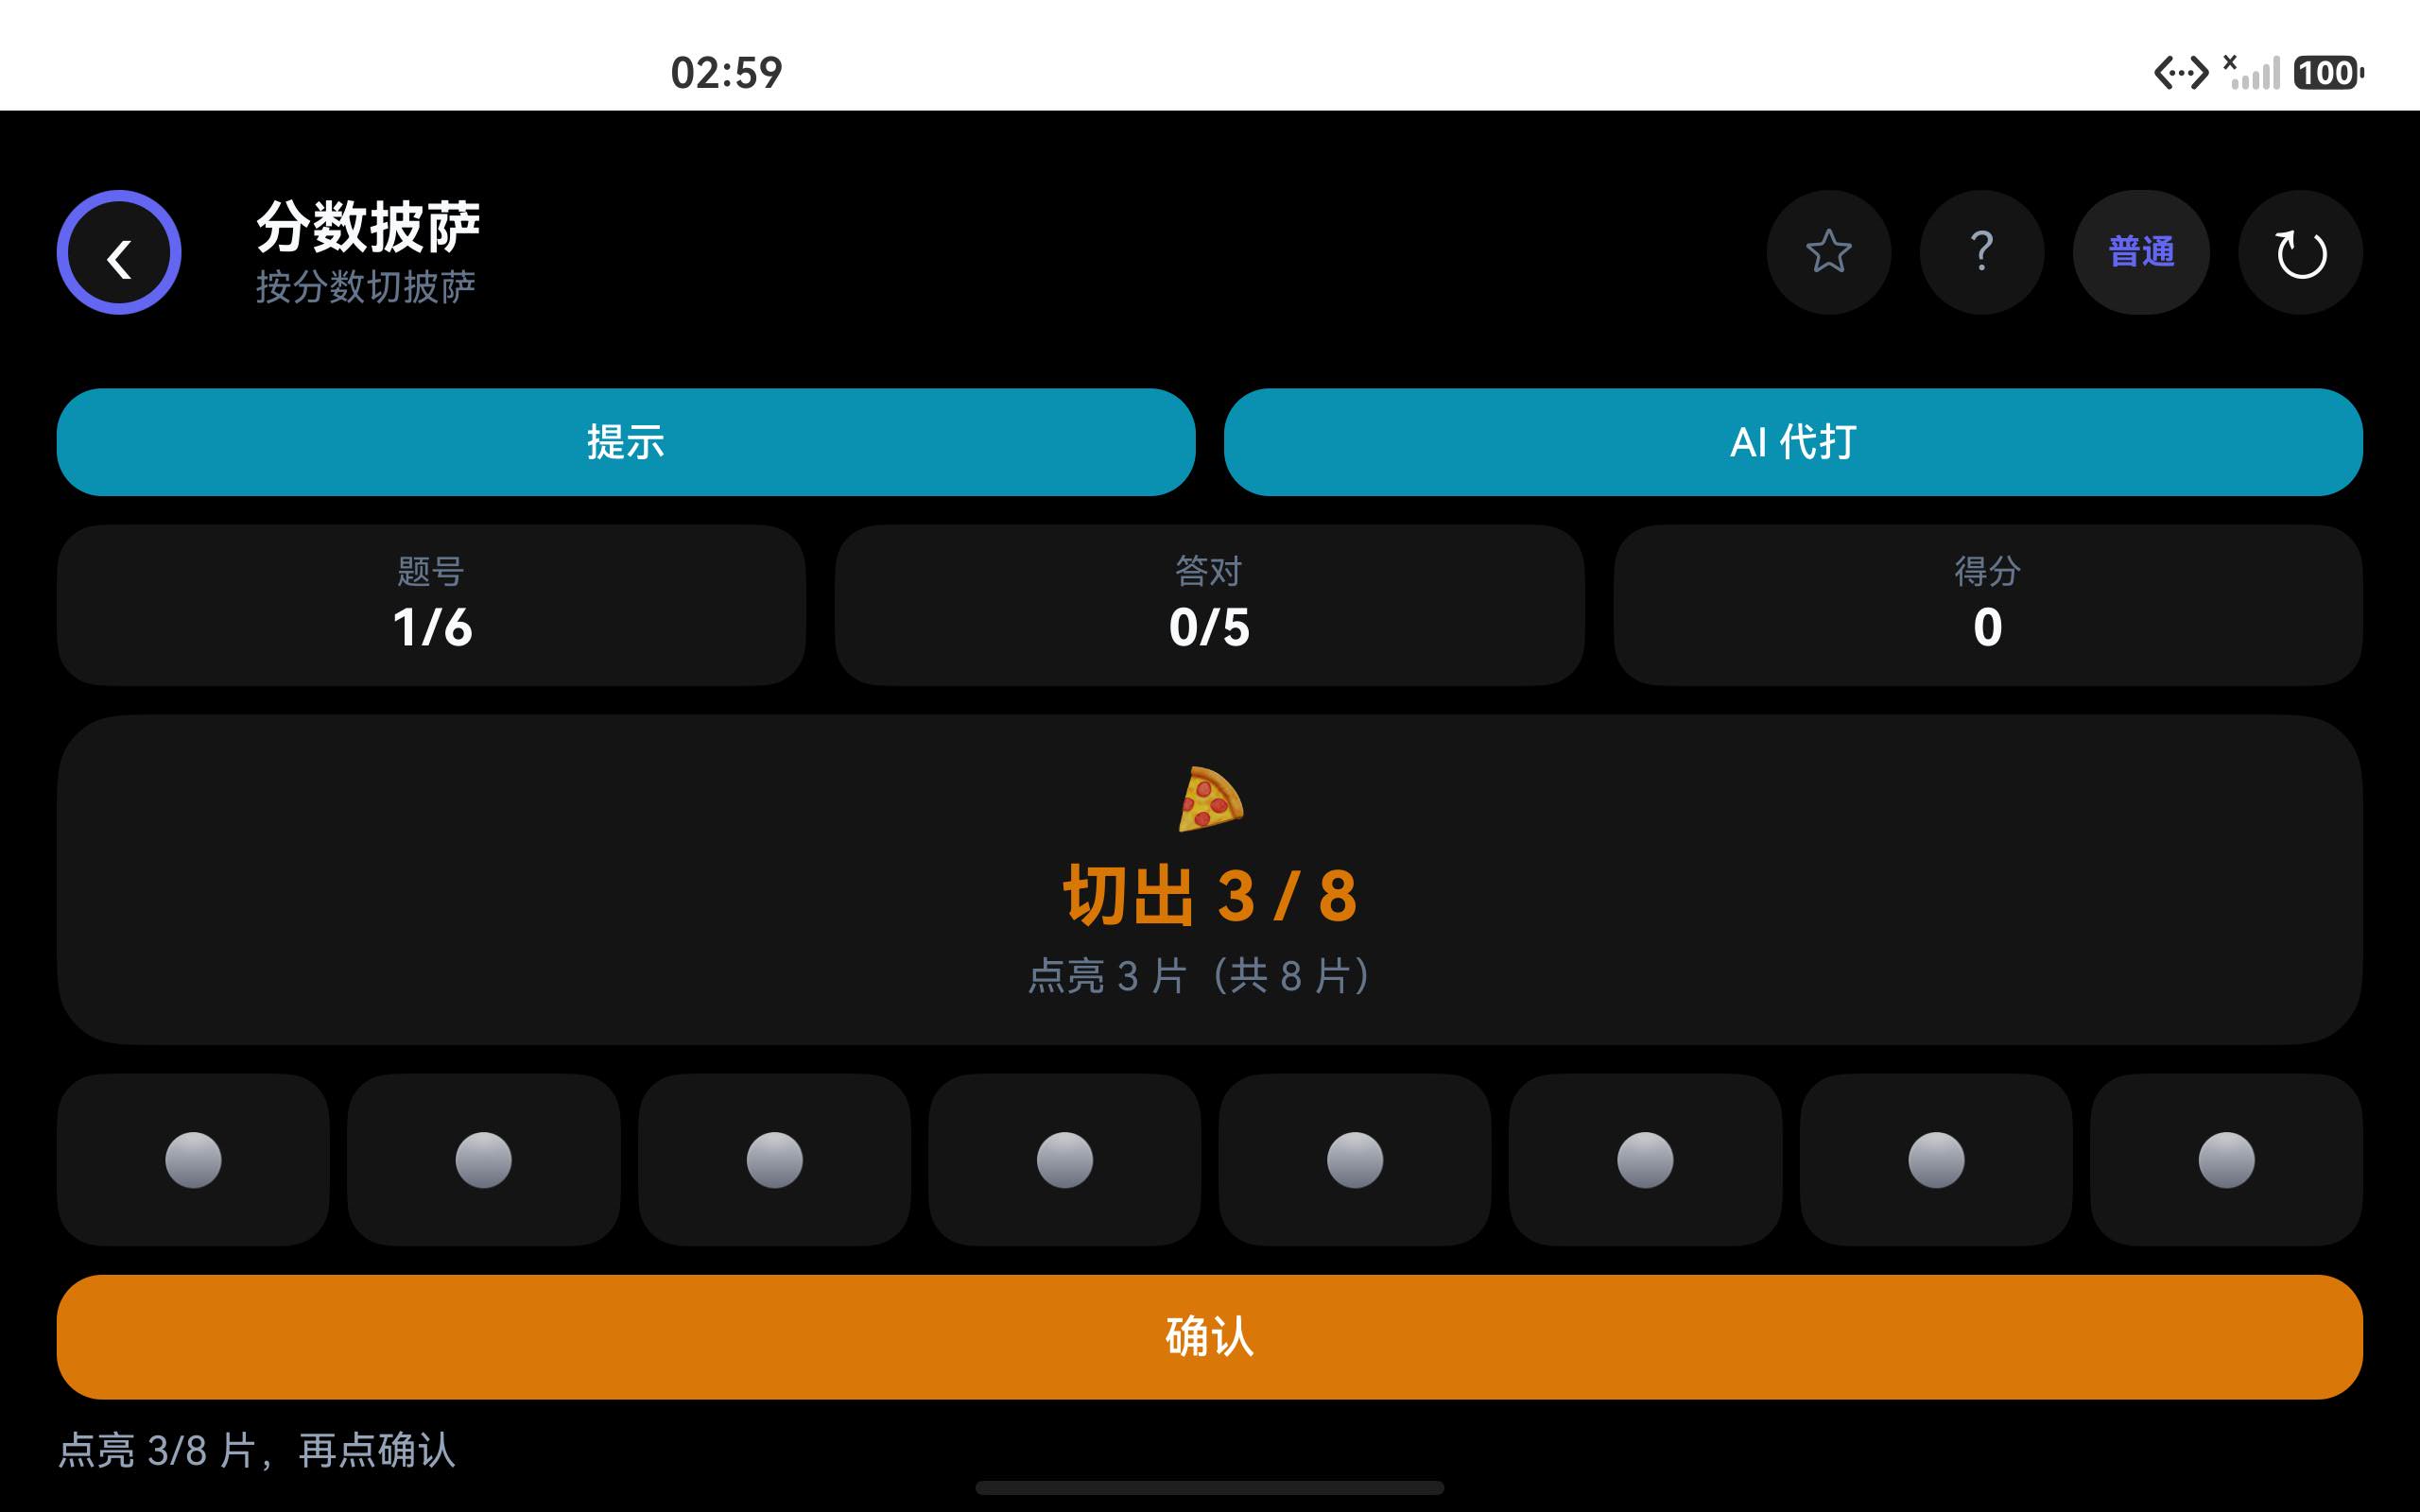 02:59
100
分数披萨
按分数切披萨
?
普通
提示
AI 代打
题号
1/6
答对
0/5
得分
0
切出 3 / 8
点亮 3 片（共 8 片）
确认
点亮 3/8 片，再点确认